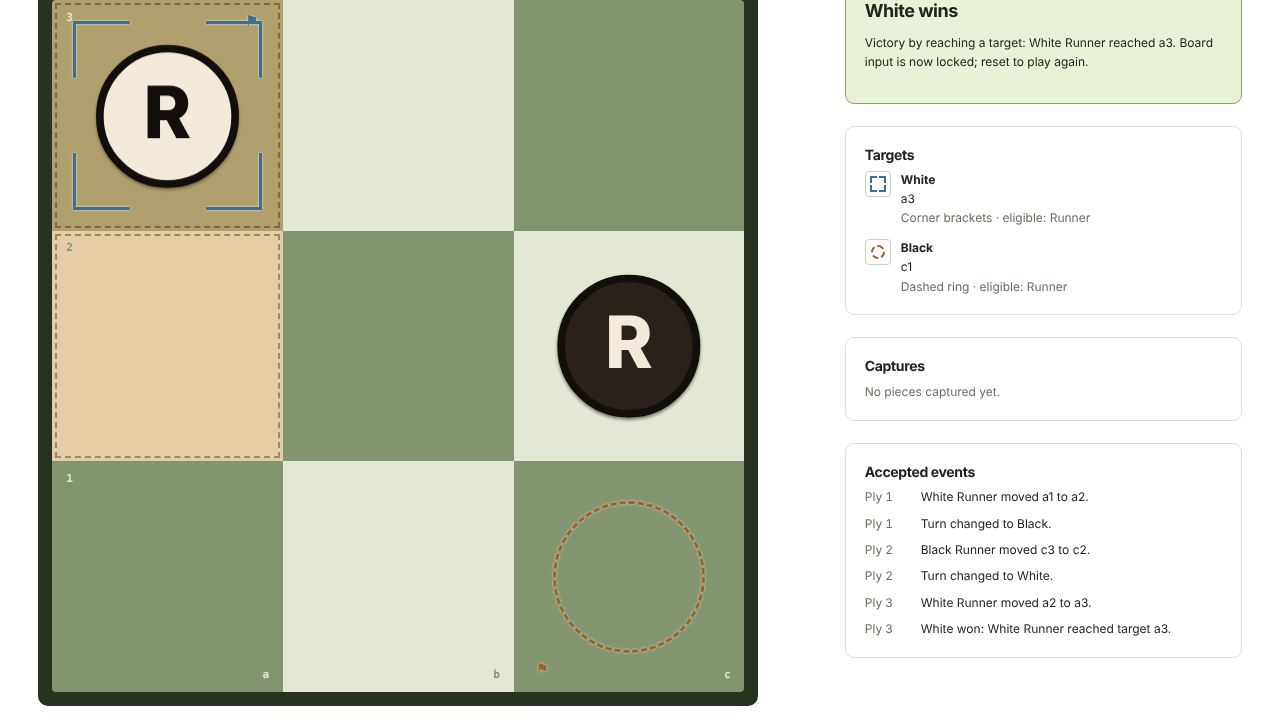 3
R
2
R
1
a
b
c
White wins
Victory by reaching a target: White Runner reached a3. Board
input is now locked; reset to play again.
Targets
White
a3
Corner brackets · eligible: Runner
Black
c1
Dashed ring · eligible: Runner
Captures
No pieces captured yet.
Accepted events
Ply 1 White Runner moved a1 to a2.
Ply 1 Turn changed to Black.
Ply 2 Black Runner moved c3 to c2.
Ply 2 Turn changed to White.
Ply 3 White Runner moved a2 to a3.
Ply 3 White won: White Runner reached target a3.